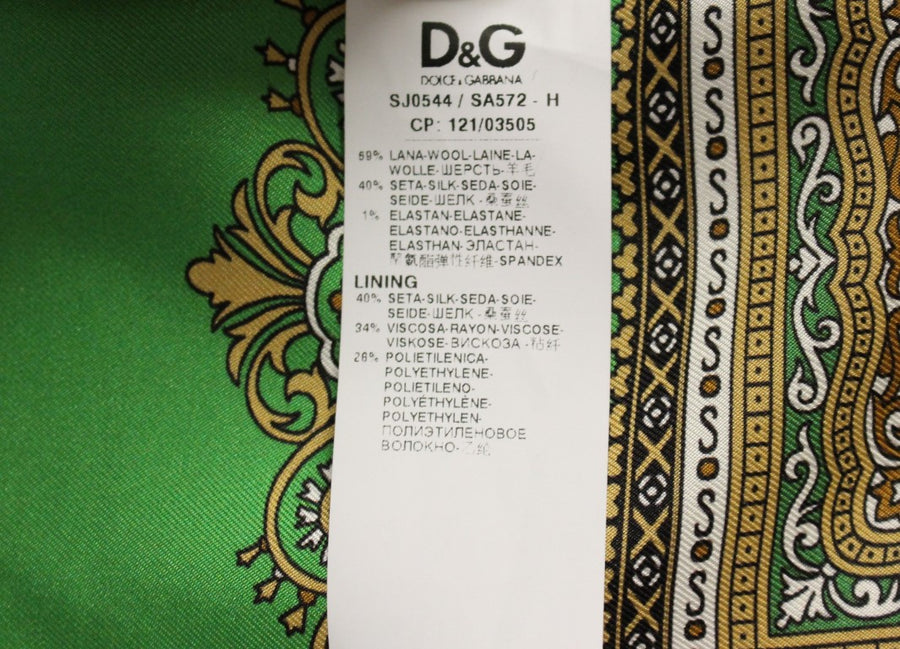 D&G
DOLCE & GABBANA
SJ0544 / SA572 - H
CP: 121/03505
59% LANA-WOOL-LAINE-LA-
WOLLE-ШЕРСТЬ-羊毛
40% SETA-SILK-SEDA-SOIE-
SEIDE-ШЕЛК-桑蚕丝
1% ELASTAN-ELASTANE-
ELASTANO-ELASTHANNE-
ELASTHAN-ЭЛАСТАН-
聚氨酯弹性纤维-SPANDEX
LINING
40% SETA-SILK-SEDA-SOIE-
SEIDE-ШЕЛК-桑蚕丝
34% VISCOSA-RAYON-VISCOSE-
VISKOSE-ВИСКОЗА-粘纤
26% POLIETILENICA-
POLYETHYLENE-
POLIETILENO-
POLYÉTHYLÈNE-
POLYETHYLEN-
ПОЛИЭТИЛЕНОВОЕ
ВОЛОКНО-乙纶